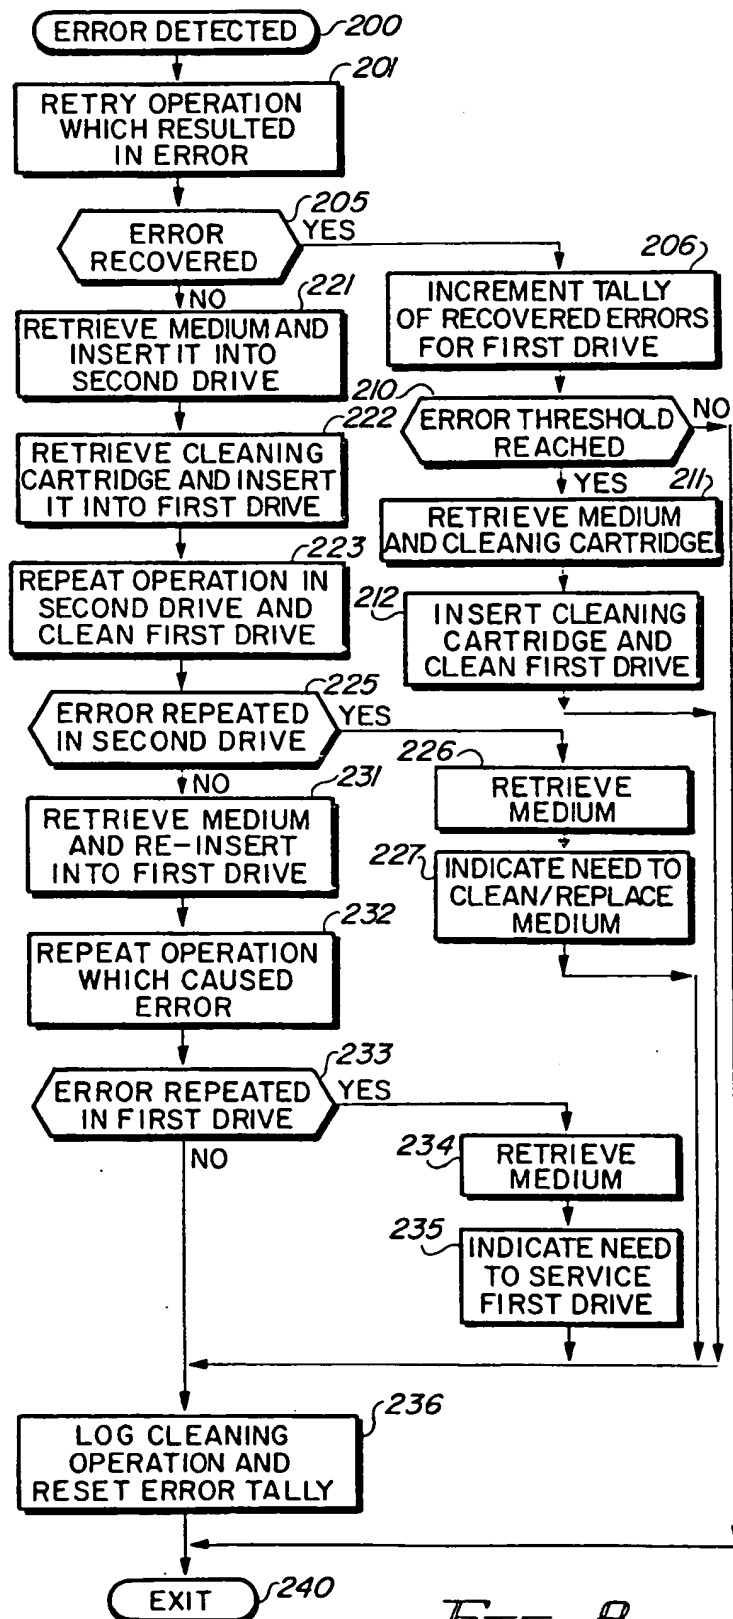 ERROR DETECTED
200
201
RETRY OPERATION
WHICH RESULTED
IN ERROR
205
ERROR
RECOVERED
YES
NO
206
INCREMENT TALLY
OF RECOVERED ERRORS
FOR FIRST DRIVE
221
RETRIEVE MEDIUM AND
INSERT IT INTO
SECOND DRIVE
210
ERROR THRESHOLD
REACHED
NO
YES
222
RETRIEVE CLEANING
CARTRIDGE AND INSERT
IT INTO FIRST DRIVE
211
RETRIEVE MEDIUM
AND CLEANIG CARTRIDGE
223
REPEAT OPERATION IN
SECOND DRIVE AND
CLEAN FIRST DRIVE
212
INSERT CLEANING
CARTRIDGE AND
CLEAN FIRST DRIVE
225
ERROR REPEATED
IN SECOND DRIVE
YES
NO
226
RETRIEVE
MEDIUM
227
INDICATE NEED TO
CLEAN/REPLACE
MEDIUM
231
RETRIEVE MEDIUM
AND RE-INSERT
INTO FIRST DRIVE
232
REPEAT OPERATION
WHICH CAUSED
ERROR
233
ERROR REPEATED
IN FIRST DRIVE
YES
NO
234
RETRIEVE
MEDIUM
235
INDICATE NEED
TO SERVICE
FIRST DRIVE
236
LOG CLEANING
OPERATION AND
RESET ERROR TALLY
EXIT
240